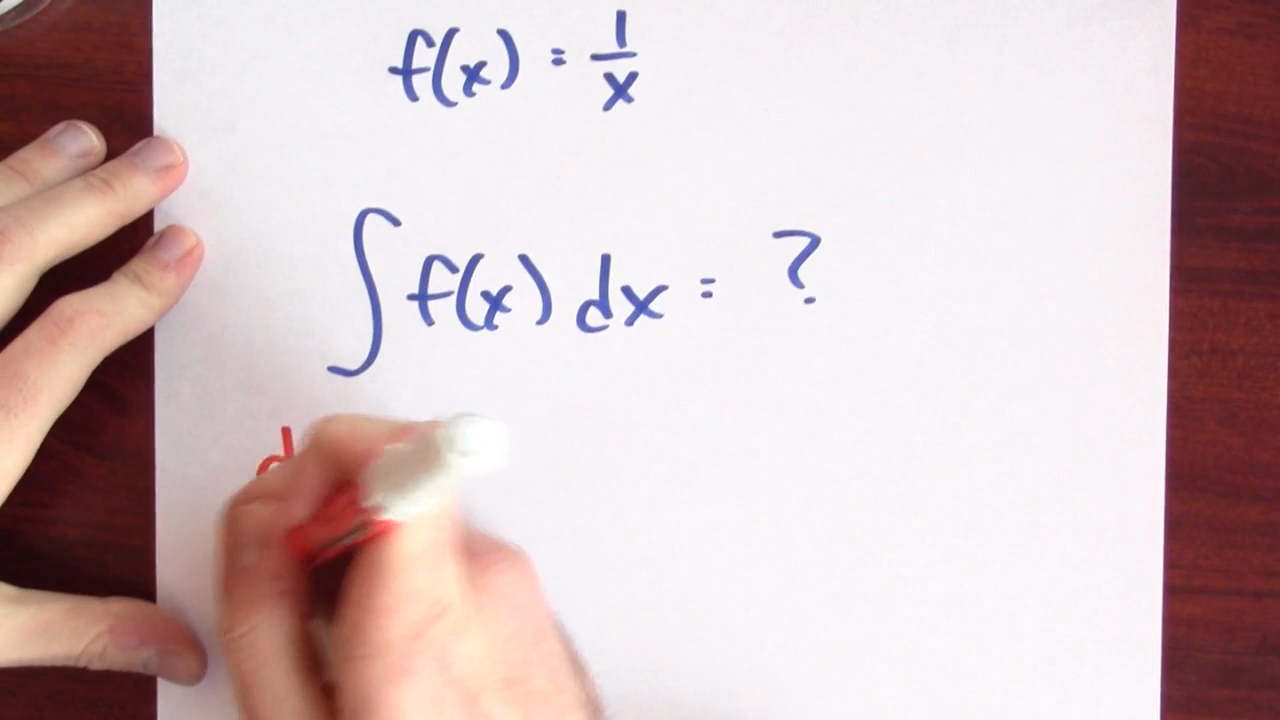 f(x) = 1/x
∫ f(x) dx = ?
d